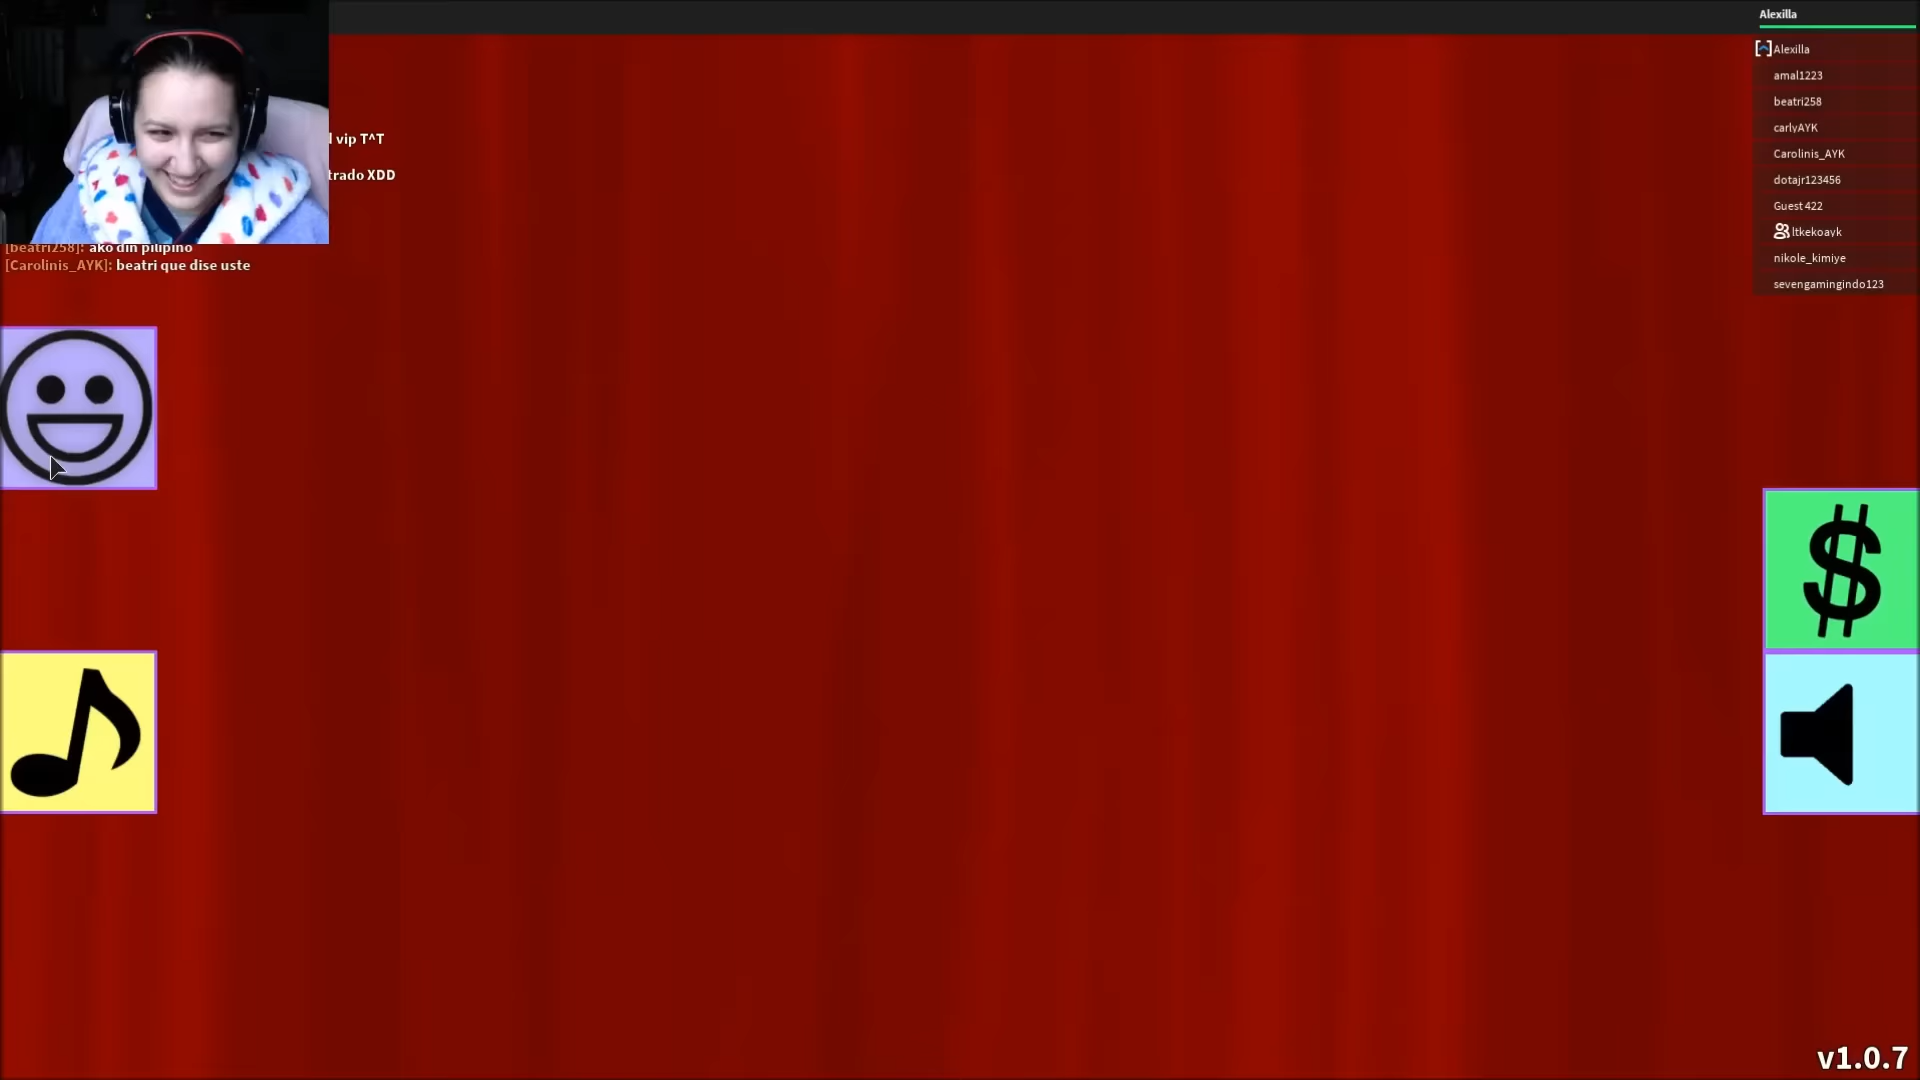 Alexilla
Alexilla
amal1223
beatri258
carlyAYK
Carolinis_AYK
dotajr123456
Guest 422
ltkekoayk
nikole_kimiye
sevengamingindo123
vip T^T
trado XDD
[beatri258]: ako din pilipino
[Carolinis_AYK]: beatri que dise uste
$
v1.0.7